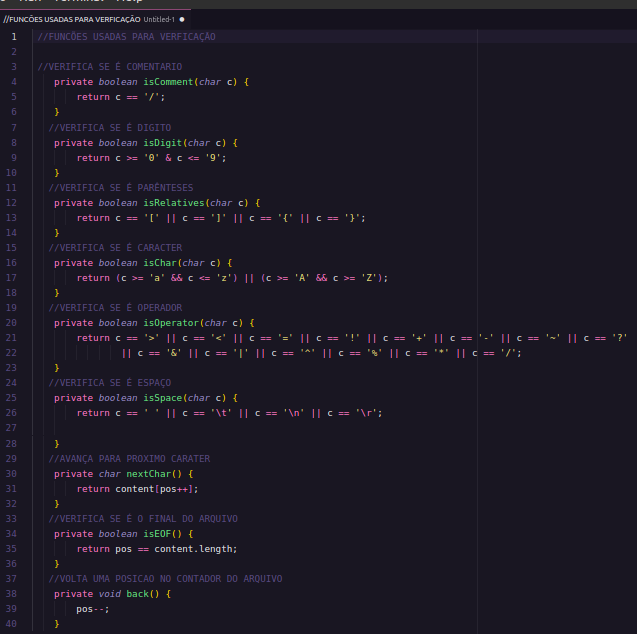 //FUNCÕES USADAS PARA VERFICAÇÃO Untitled-1 ●
1 //FUNCÕES USADAS PARA VERFICAÇÃO
2
3 //VERIFICA SE É COMENTARIO
4 private boolean isComment(char c) {
5 return c == '/';
6 }
7 //VERIFICA SE É DIGITO
8 private boolean isDigit(char c) {
9 return c >= '0' & c <= '9';
10 }
11 //VERIFICA SE É PARÊNTESES
12 private boolean isRelatives(char c) {
13 return c == '[' || c == ']' || c == '{' || c == '}';
14 }
15 //VERIFICA SE É CARACTER
16 private boolean isChar(char c) {
17 return (c >= 'a' && c <= 'z') || (c >= 'A' && c >= 'Z');
18 }
19 //VERIFICA SE É OPERADOR
20 private boolean isOperator(char c) {
21 return c == '>' || c == '<' || c == '=' || c == '!' || c == '+' || c == '-' || c == '~' || c == '?'
22 || c == '&' || c == '|' || c == '^' || c == '%' || c == '*' || c == '/';
23 }
24 //VERIFICA SE É ESPAÇO
25 private boolean isSpace(char c) {
26 return c == ' ' || c == '\t' || c == '\n' || c == '\r';
27
28 }
29 //AVANÇA PARA PROXIMO CARATER
30 private char nextChar() {
31 return content[pos++];
32 }
33 //VERIFICA SE É O FINAL DO ARQUIVO
34 private boolean isEOF() {
35 return pos == content.length;
36 }
37 //VOLTA UMA POSICAO NO CONTADOR DO ARQUIVO
38 private void back() {
39 pos--;
40 }